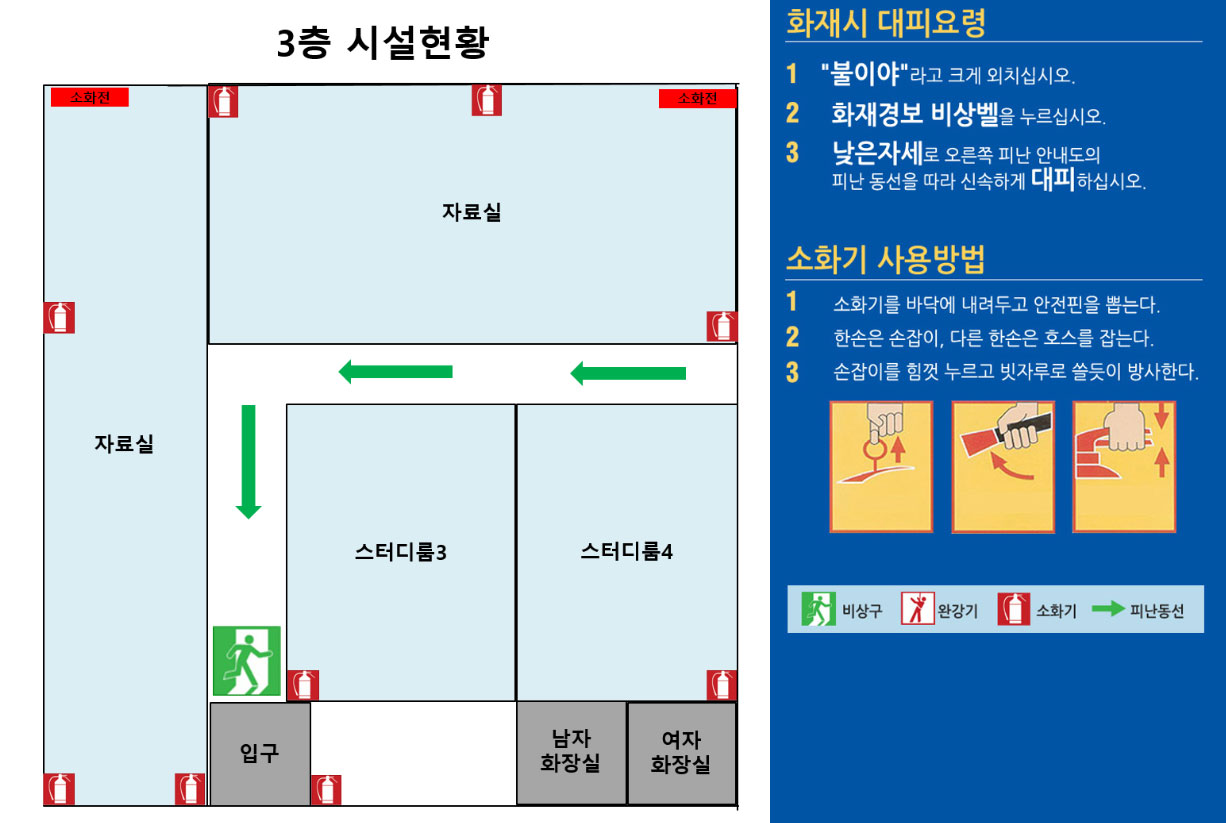 3층 시설현황
소화전
소화전
자료실
자료실
스터디룸3
스터디룸4
입구
남자
화장실
여자
화장실
화재시 대피요령
1 "불이야"라고 크게 외치십시오.
2 화재경보 비상벨을 누르십시오.
3 낮은자세로 오른쪽 피난 안내도의
피난 동선을 따라 신속하게 대피하십시오.
소화기 사용방법
1 소화기를 바닥에 내려두고 안전핀을 뽑는다.
2 한손은 손잡이, 다른 한손은 호스를 잡는다.
3 손잡이를 힘껏 누르고 빗자루로 쓸듯이 방사한다.
비상구 완강기 소화기 피난동선